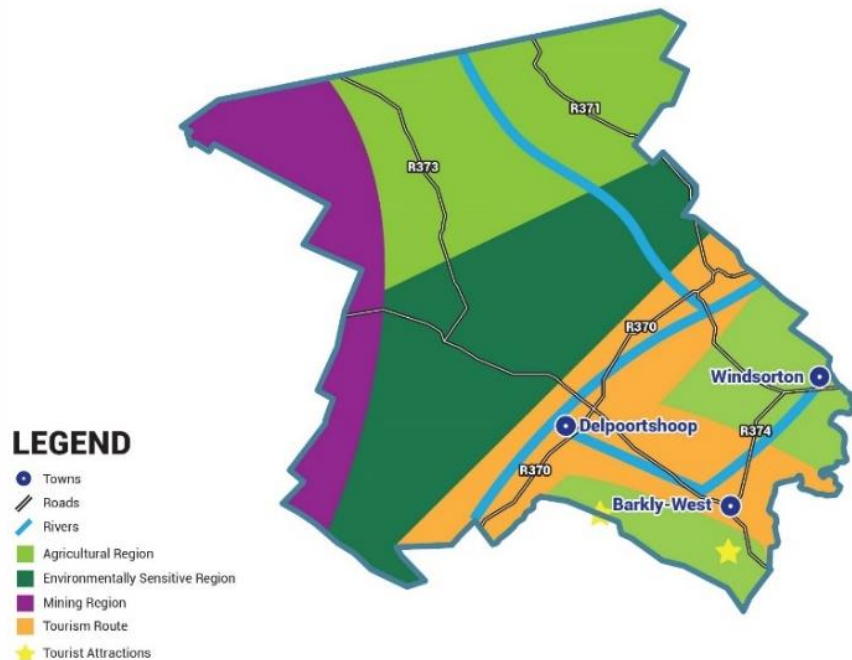 R371
R373
R370
Windsorton
Delpoortshoop
R374
R370
Barkly-West
LEGEND
Towns
Roads
Rivers
Agricultural Region
Environmentally Sensitive Region
Mining Region
Tourism Route
Tourist Attractions